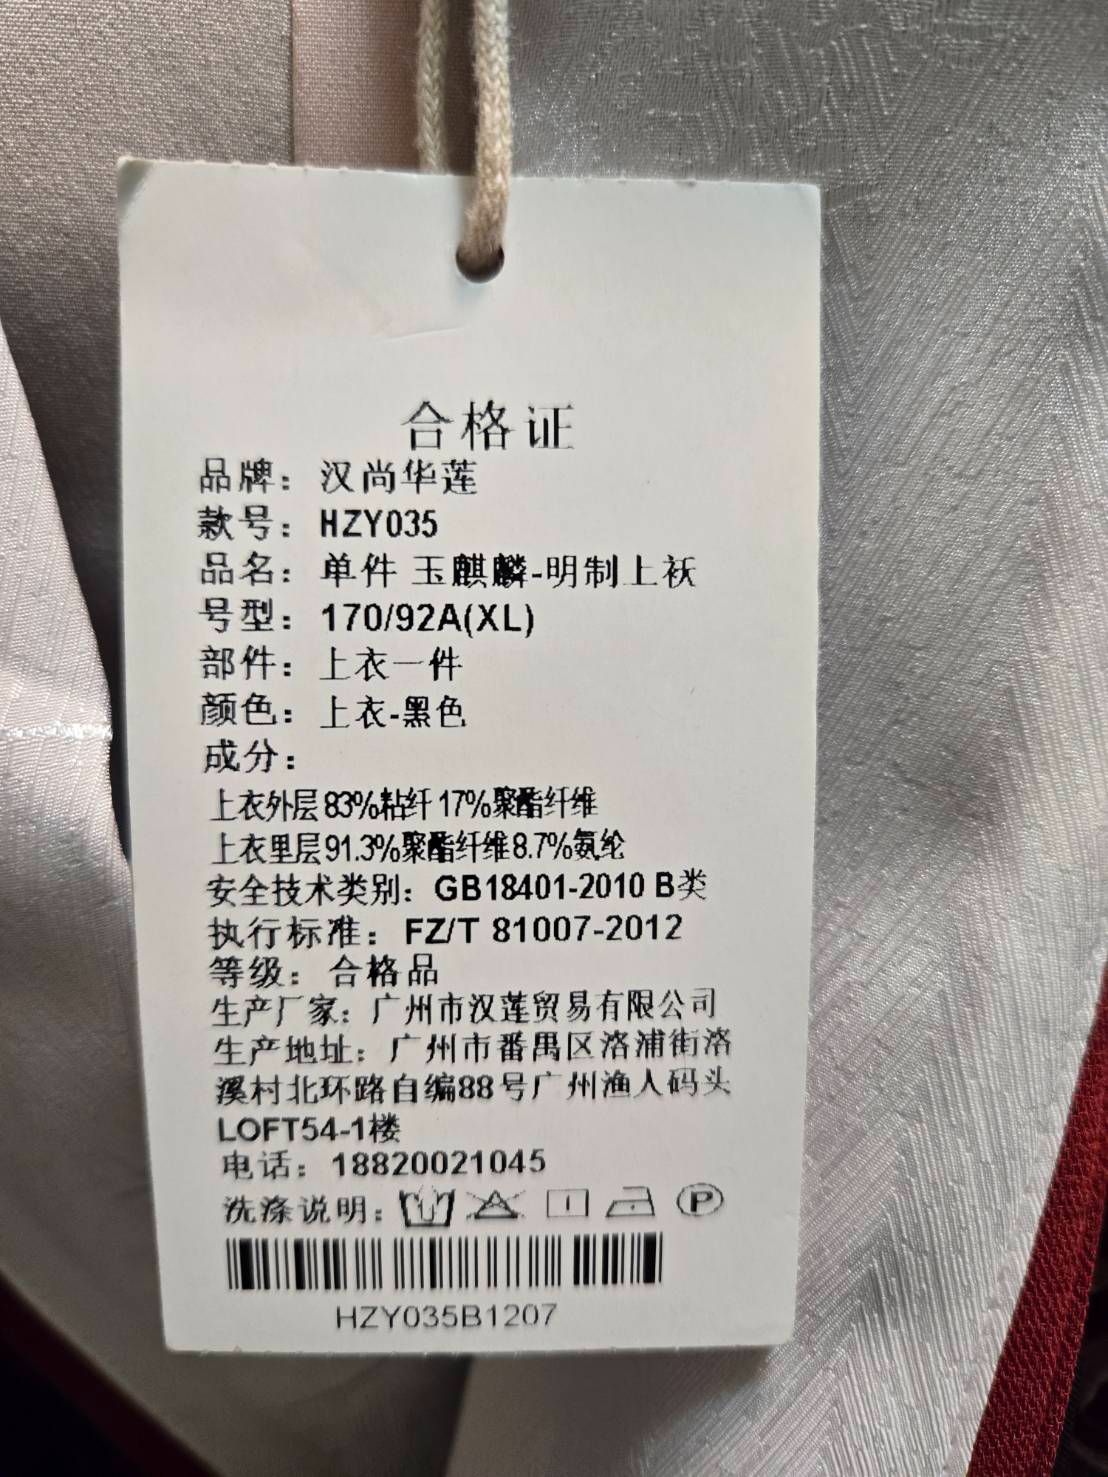 合格证
品牌：汉尚华莲
款号：HZY035
品名：单件 玉麒麟-明制上袄
号型：170/92A(XL)
部件：上衣一件
颜色：上衣-黑色
成分：
上衣外层83%粘纤17%聚酯纤维
上衣里层91.3%聚酯纤维8.7%氨纶
安全技术类别：GB18401-2010 B类
执行标准：FZ/T 81007-2012
等级：合格品
生产厂家：广州市汉莲贸易有限公司
生产地址：广州市番禺区洛浦街洛
溪村北环路自编88号广州渔人码头
LOFT54-1楼
电话：18820021045
洗涤说明：
HZY035B1207